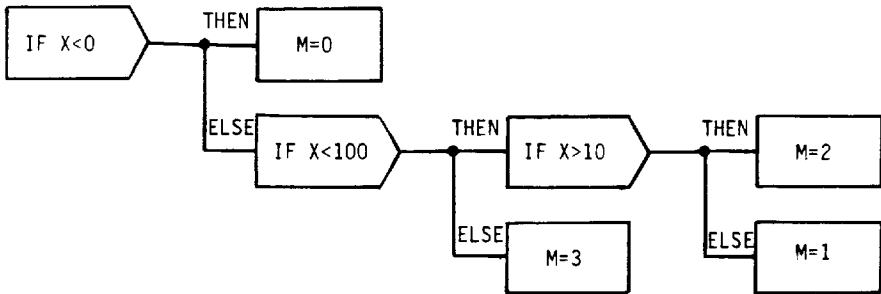 THEN
IF X<0
M=0
ELSE
THEN
THEN
IF X<100
IF X>10
M=2
ELSE
ELSE
M=3
M=1